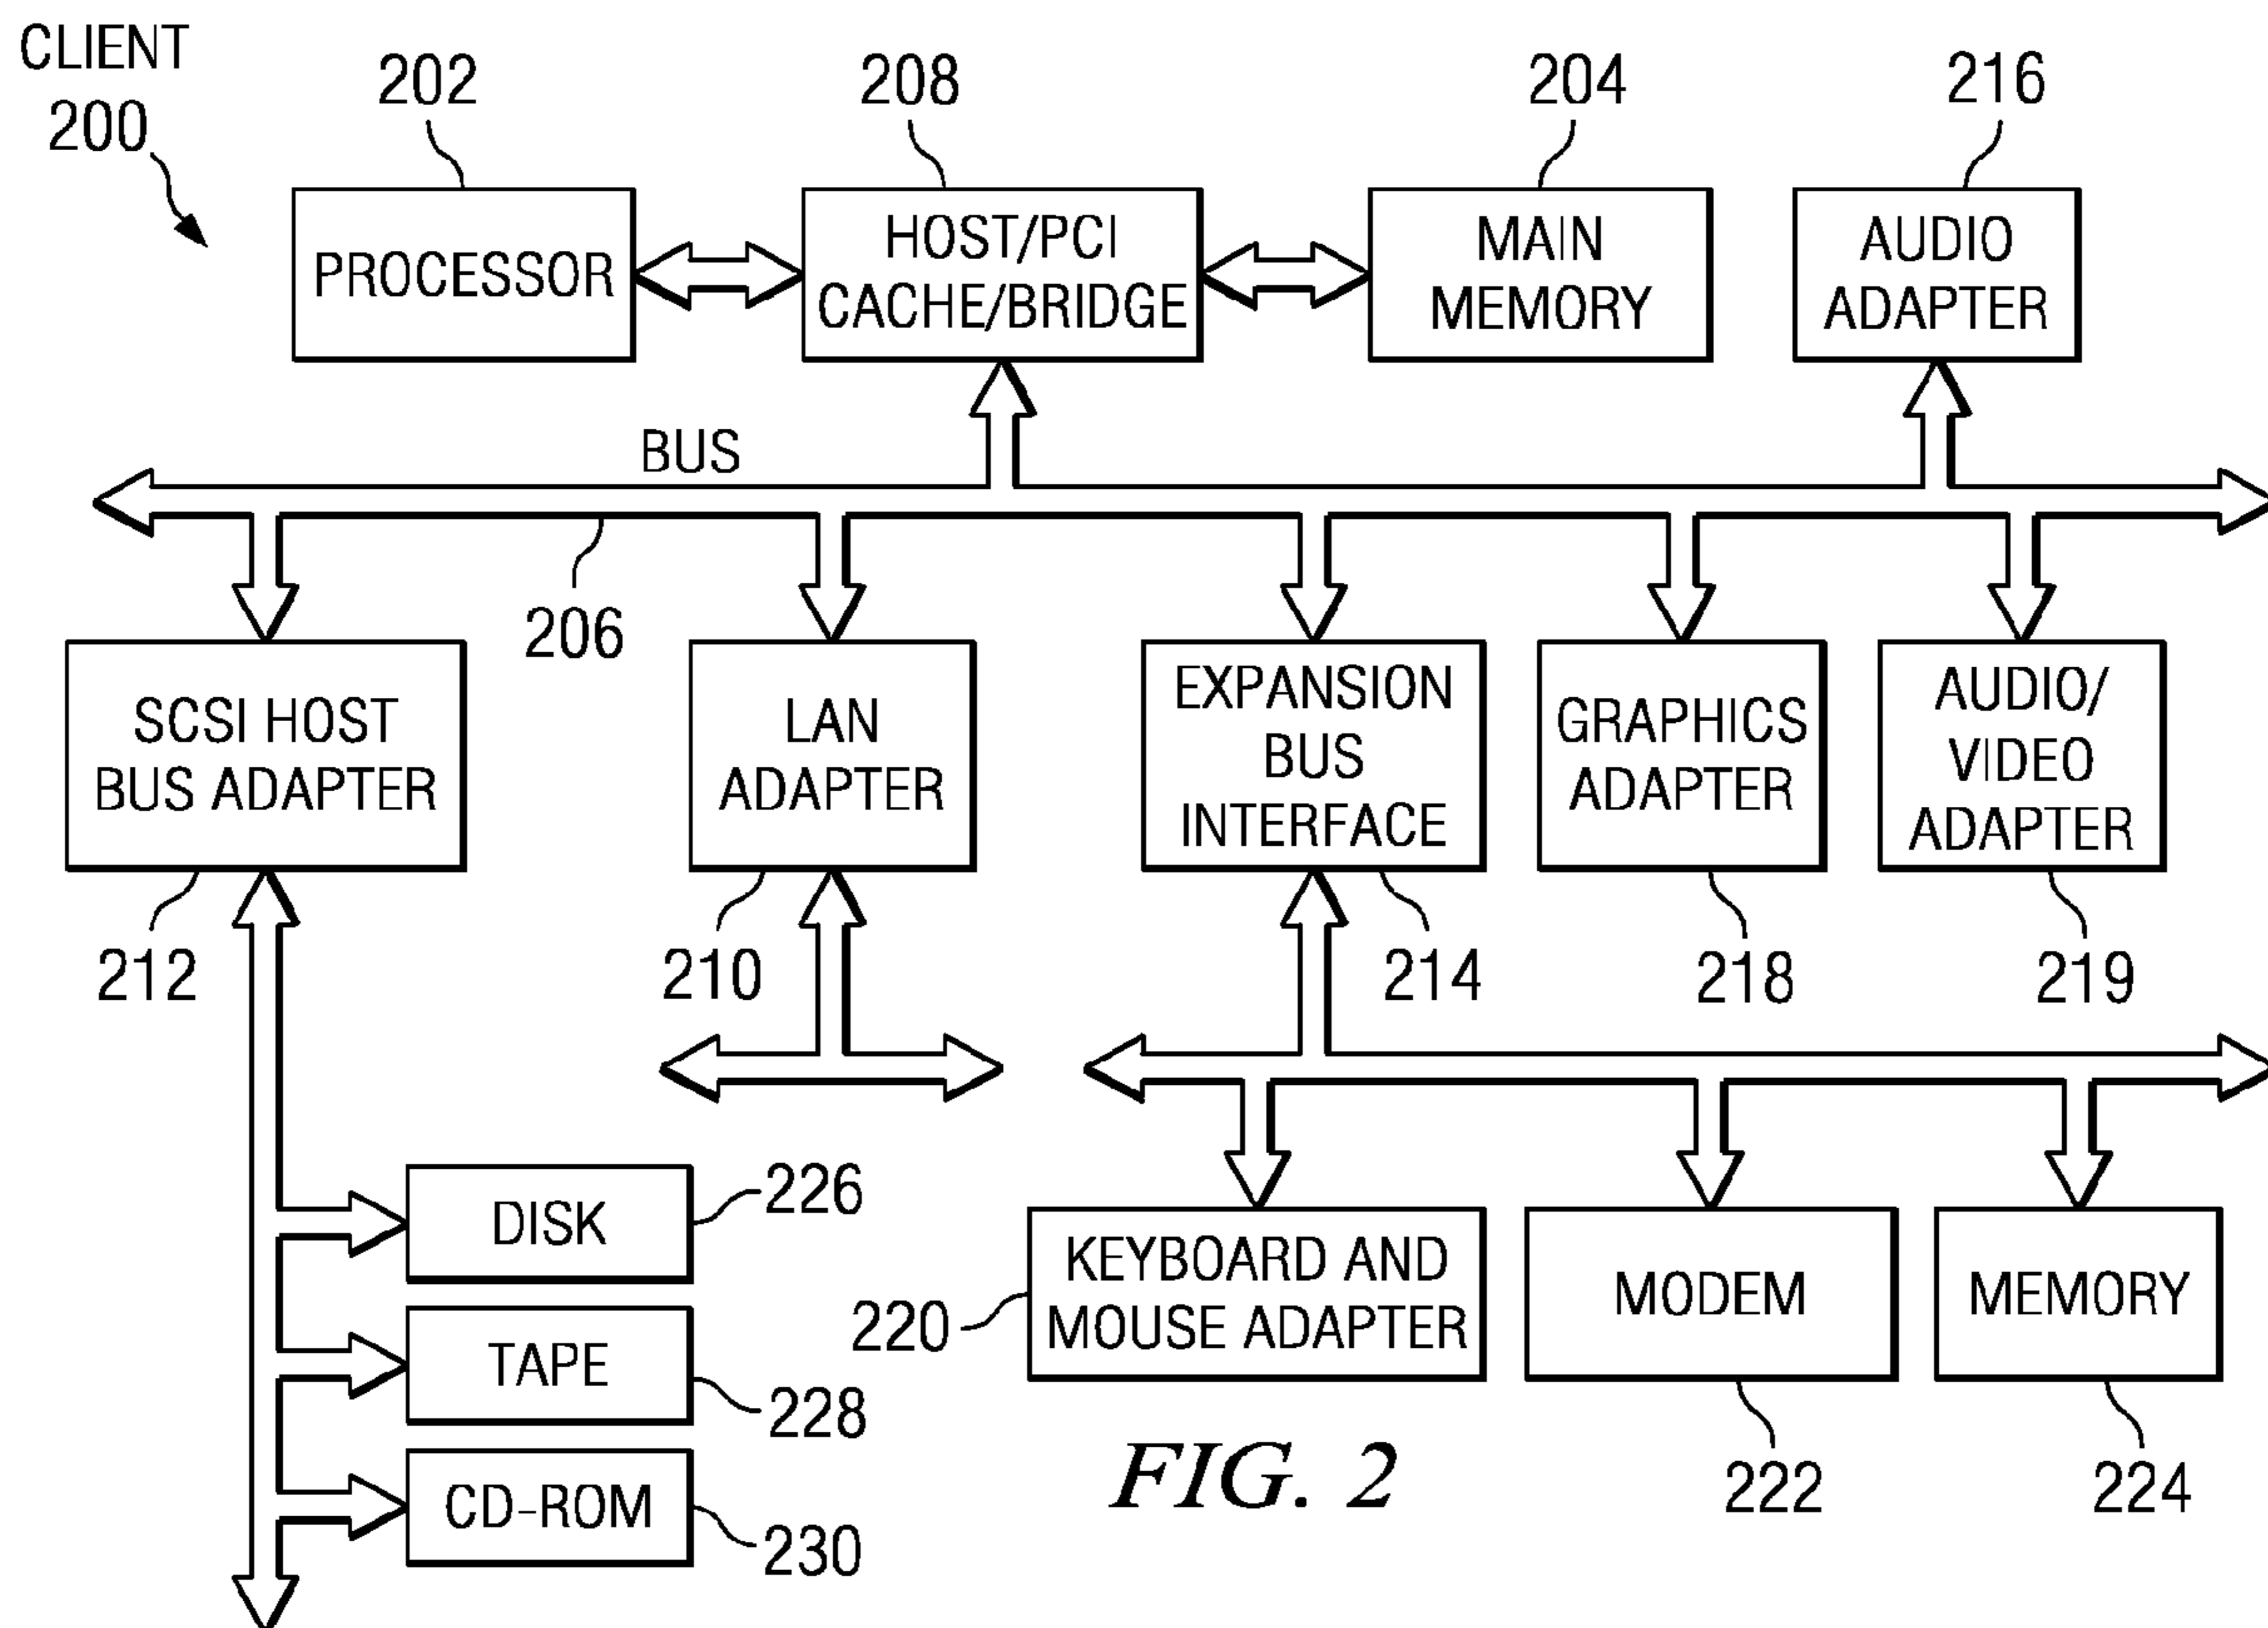 CLIENT
200
202
208
204
216
PROCESSOR
HOST/PCI
CACHE/BRIDGE
MAIN
MEMORY
AUDIO
ADAPTER
BUS
206
SCSI HOST
BUS ADAPTER
LAN
ADAPTER
EXPANSION
BUS
INTERFACE
GRAPHICS
ADAPTER
AUDIO/
VIDEO
ADAPTER
212
210
214
218
219
DISK
226
TAPE
228
CD-ROM
230
220
KEYBOARD AND
MOUSE ADAPTER
MODEM
MEMORY
222
224
FIG. 2